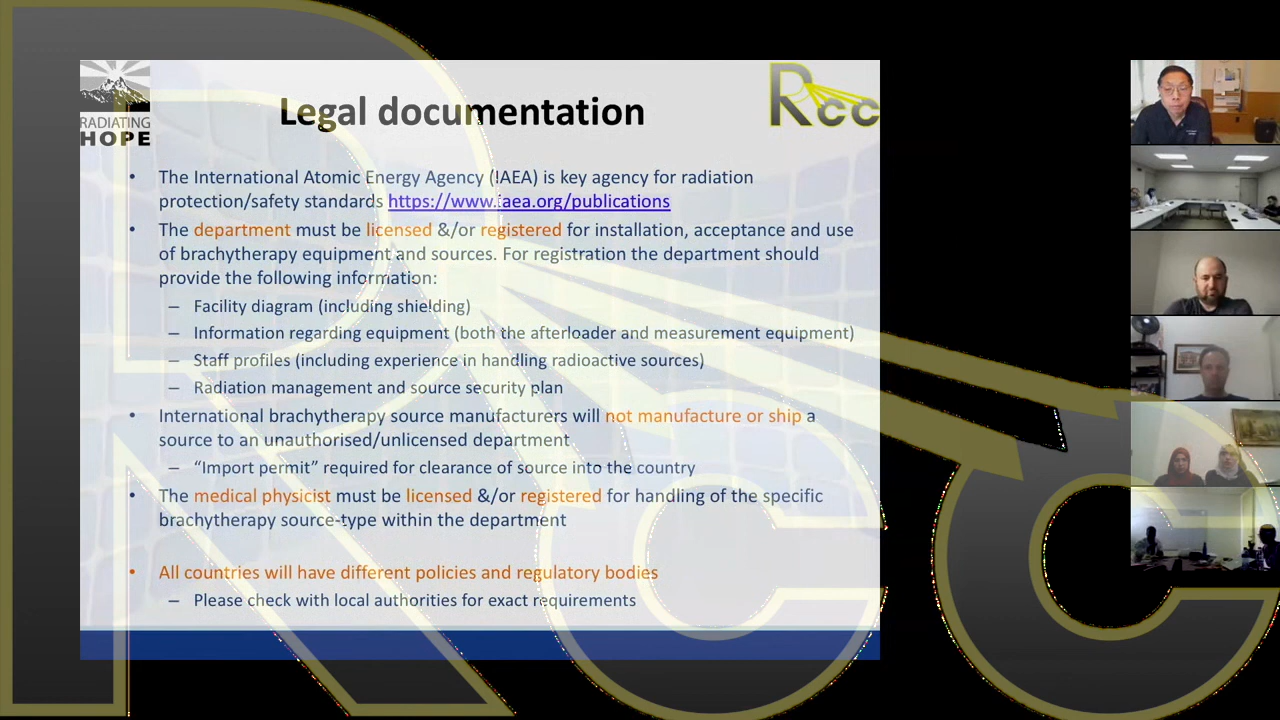 RADIATING
HOPE
Legal documentation
Rcc
• The International Atomic Energy Agency (IAEA) is key agency for radiation
protection/safety standards https://www.iaea.org/publications
• The department must be licensed &/or registered for installation, acceptance and use
of brachytherapy equipment and sources. For registration the department should
provide the following information:
– Facility diagram (including shielding)
– Information regarding equipment (both the afterloader and measurement equipment)
– Staff profiles (including experience in handling radioactive sources)
– Radiation management and source security plan
• International brachytherapy source manufacturers will not manufacture or ship a
source to an unauthorised/unlicensed department
– “Import permit” required for clearance of source into the country
• The medical physicist must be licensed &/or registered for handling of the specific
brachytherapy source-type within the department
• All countries will have different policies and regulatory bodies
– Please check with local authorities for exact requirements
Rcc